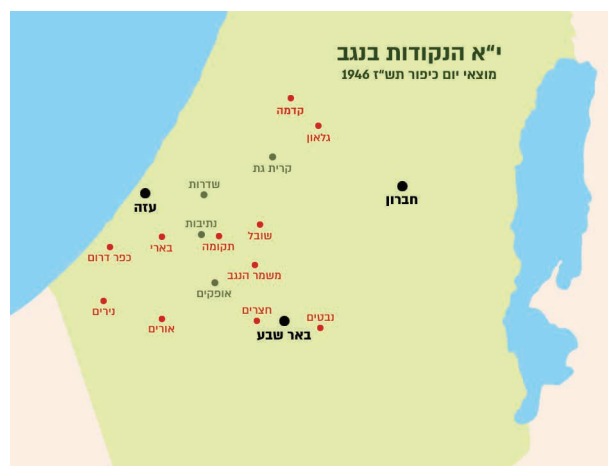 י״א הנקודות בנגב
מוצאי יום כיפור תש״ז 1946
קדמה
גלאון
קרית גת
שדרות
חברון
עזה
שובל
נתיבות
תקומה
בארי
כפר דרום
משמר הנגב
אופקים
נירים
אורים
חצרים
נבטים
באר שבע